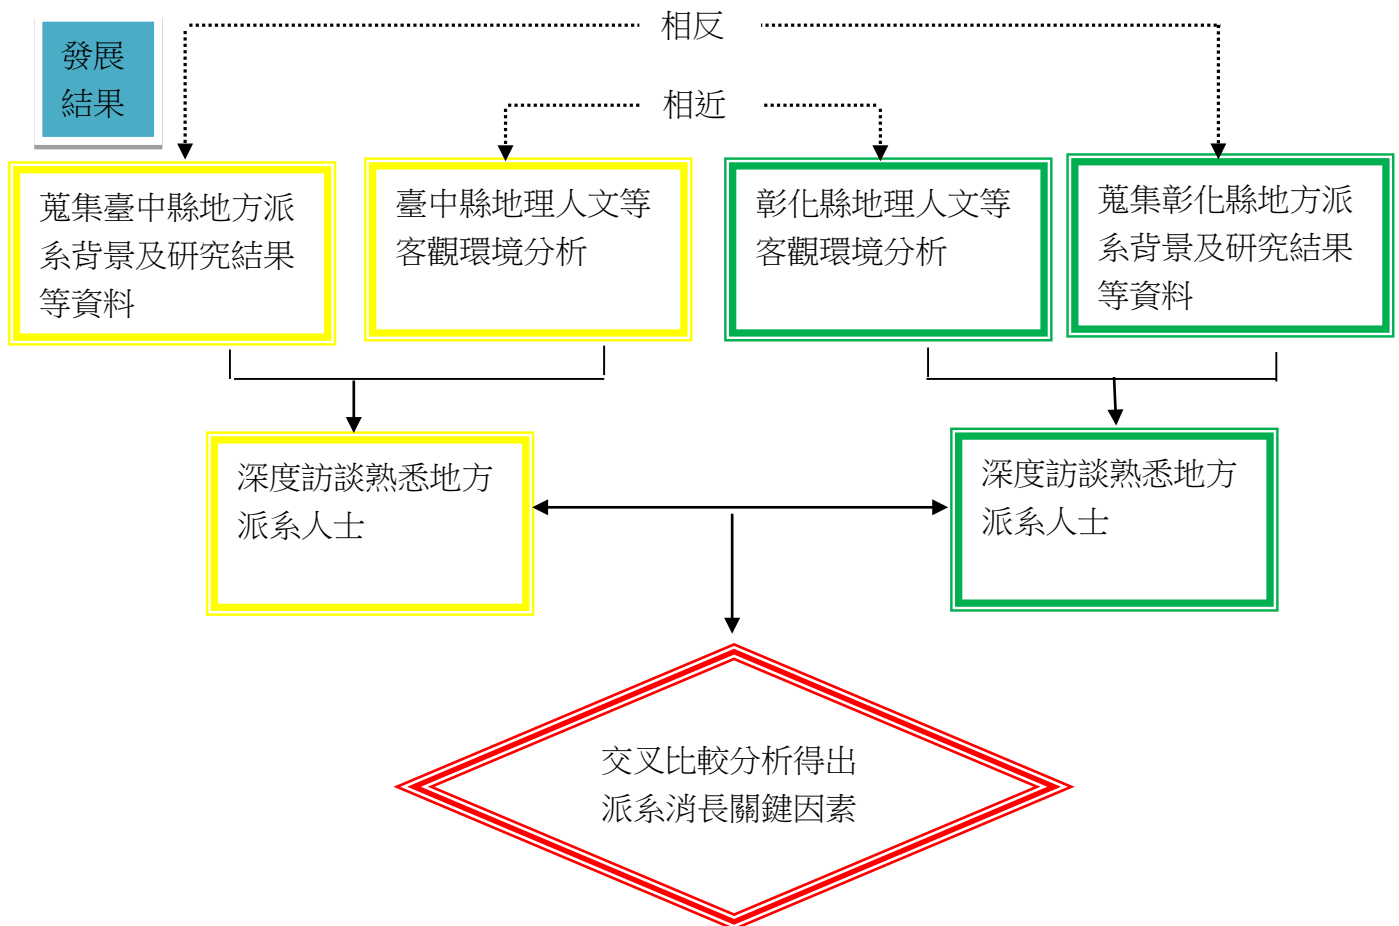 相反
發展
結果
相近
蒐集臺中縣地方派
系背景及研究結果
等資料
臺中縣地理人文等
客觀環境分析
彰化縣地理人文等
客觀環境分析
蒐集彰化縣地方派
系背景及研究結果
等資料
深度訪談熟悉地方
派系人士
深度訪談熟悉地方
派系人士
交叉比較分析得出
派系消長關鍵因素